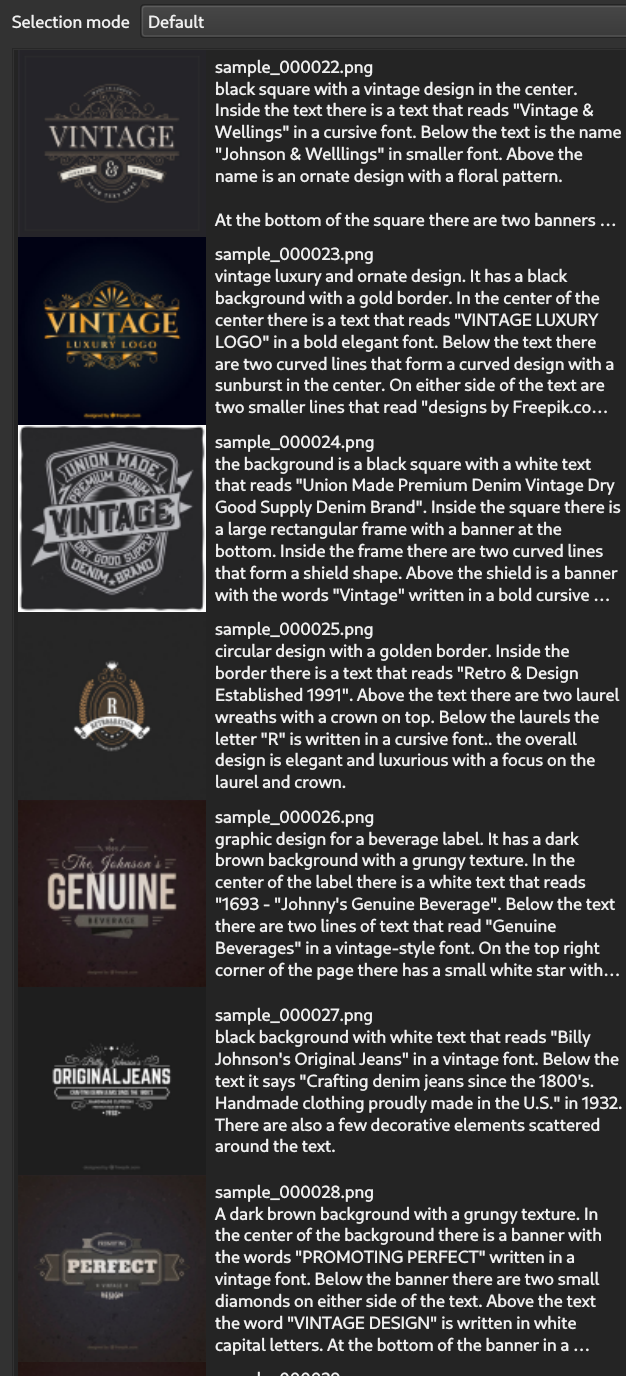 Selection mode
Default
VINTAGE
&
sample_000022.png
black square with a vintage design in the center.
Inside the text there is a text that reads "Vintage &
Wellings" in a cursive font. Below the text is the name
"Johnson & Welllings" in smaller font. Above the
name is an ornate design with a floral pattern.
At the bottom of the square there are two banners …
VINTAGE
LUXURY LOGO
designed by freepik.com
sample_000023.png
vintage luxury and ornate design. It has a black
background with a gold border. In the center of the
center there is a text that reads "VINTAGE LUXURY
LOGO" in a bold elegant font. Below the text there
are two curved lines that form a curved design with a
sunburst in the center. On either side of the text are
two smaller lines that read "designs by Freepik.co…
UNION MADE
PREMIUM DENIM
VINTAGE
DRY GOOD SUPPLY
DENIM BRAND
sample_000024.png
the background is a black square with a white text
that reads "Union Made Premium Denim Vintage Dry
Good Supply Denim Brand". Inside the square there is
a large rectangular frame with a banner at the
bottom. Inside the frame there are two curved lines
that form a shield shape. Above the shield is a banner
with the words "Vintage" written in a bold cursive …
R
RETRO & DESIGN
sample_000025.png
circular design with a golden border. Inside the
border there is a text that reads "Retro & Design
Established 1991". Above the text there are two laurel
wreaths with a crown on top. Below the laurels the
letter "R" is written in a cursive font.. the overall
design is elegant and luxurious with a focus on the
laurel and crown.
The Johnson's
GENUINE
BEVERAGE
sample_000026.png
graphic design for a beverage label. It has a dark
brown background with a grungy texture. In the
center of the label there is a white text that reads
"1693 - "Johnny's Genuine Beverage". Below the text
there are two lines of text that read "Genuine
Beverages" in a vintage-style font. On the top right
corner of the page there has a small white star with…
Billy Johnson's
ORIGINAL JEANS
CRAFTING DENIM JEANS SINCE THE 1800'S
HANDMADE CLOTHING
sample_000027.png
black background with white text that reads "Billy
Johnson's Original Jeans" in a vintage font. Below the
text it says "Crafting denim jeans since the 1800's.
Handmade clothing proudly made in the U.S." in 1932.
There are also a few decorative elements scattered
around the text.
PROMOTING
PERFECT
VINTAGE
DESIGN
sample_000028.png
A dark brown background with a grungy texture. In
the center of the background there is a banner with
the words "PROMOTING PERFECT" written in a
vintage font. Below the banner there are two small
diamonds on either side of the text. Above the text
the word "VINTAGE DESIGN" is written in white
capital letters. At the bottom of the banner in a …